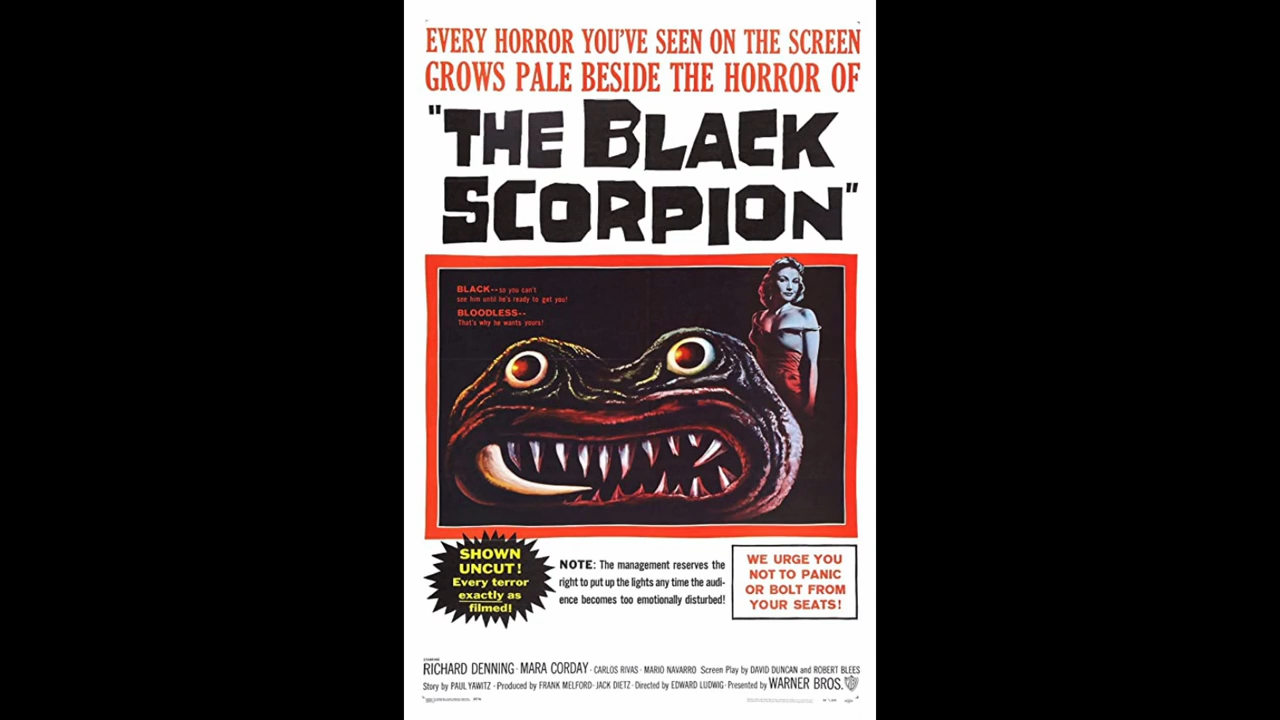 EVERY HORROR YOU'VE SEEN ON THE SCREEN
GROWS PALE BESIDE THE HORROR OF
"THE BLACK
SCORPION"
BLACK--so you can't
see him until he's ready to get you!
BLOODLESS--
That's why he wants yours!
SHOWN
UNCUT!
Every terror
exactly as
filmed!
NOTE: The management reserves the
right to put up the lights any time the audi-
ence becomes too emotionally disturbed!
WE URGE YOU
NOT TO PANIC
OR BOLT FROM
YOUR SEATS!
STARRING
RICHARD DENNING · MARA CORDAY · CARLOS RIVAS · MARIO NAVARRO Screen Play by DAVID DUNCAN and ROBERT BLEES
Story by PAUL YAWITZ · Produced by FRANK MELFORD · JACK DIETZ · Directed by EDWARD LUDWIG · Presented by WARNER BROS.